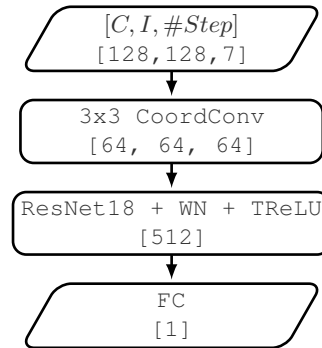 [C, I, #Step]
[128,128,7]
3x3 CoordConv
[64, 64, 64]
ResNet18 + WN + TReLU
[512]
FC
[1]